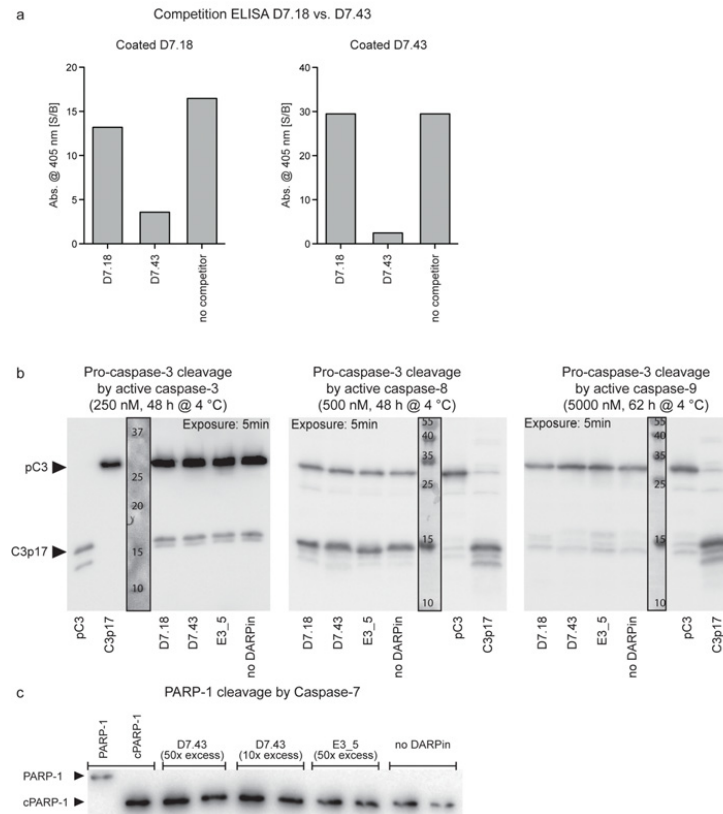 a
Competition ELISA D7.18 vs. D7.43
Coated D7.18
Coated D7.43
Abs. @ 405 nm [S/B]
20
15
10
5
0
D7.18
D7.43
no competitor
Abs. @ 405 nm [S/B]
40
30
20
10
0
D7.18
D7.43
no competitor
b
Pro-caspase-3 cleavage
by active caspase-3
(250 nM, 48 h @ 4 °C)
Pro-caspase-3 cleavage
by active caspase-8
(500 nM, 48 h @ 4 °C)
Pro-caspase-3 cleavage
by active caspase-9
(5000 nM, 62 h @ 4 °C)
pC3
C3p17
37
25
20
15
10
Exposure: 5min
pC3
C3p17
D7.18
D7.43
E3_5
no DARPin
Exposure: 5min
55
35
25
15
10
D7.18
D7.43
E3_5
no DARPin
pC3
C3p17
Exposure: 5min
55
40
35
25
15
10
D7.18
D7.43
E3_5
no DARPin
pC3
C3p17
c
PARP-1 cleavage by Caspase-7
PARP-1
cPARP-1
D7.43
(50x excess)
D7.43
(10x excess)
E3_5
(50x excess)
no DARPin
PARP-1
cPARP-1